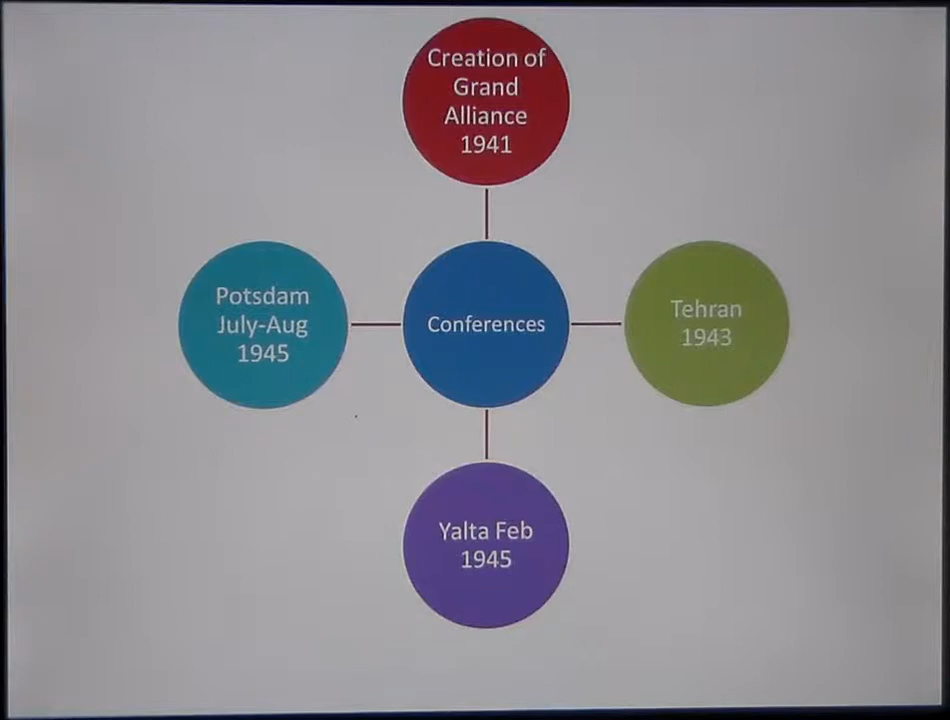 Creation of
Grand
Alliance
1941
Potsdam
July-Aug
1945
Conferences
Tehran
1943
Yalta Feb
1945